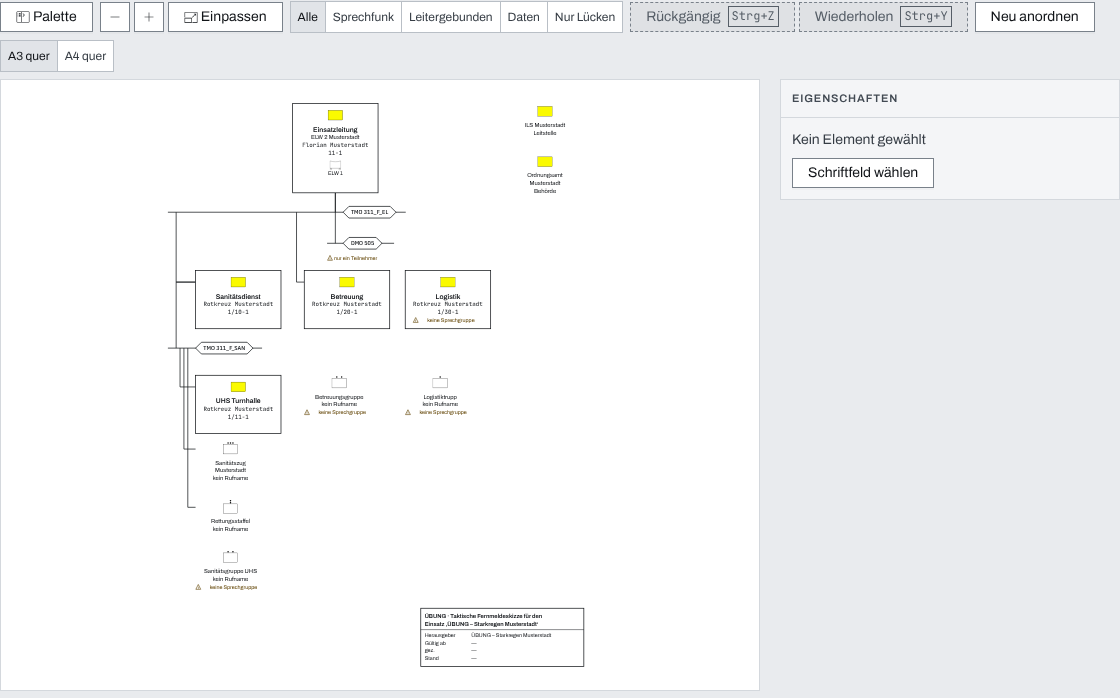 Palette
−
+
Einpassen
Alle
Sprechfunk
Leitergebunden
Daten
Nur Lücken
Rückgängig Strg+Z
Wiederholen Strg+Y
Neu anordnen
A3 quer
A4 quer
EIGENSCHAFTEN
Kein Element gewählt
Schriftfeld wählen
Einsatzleitung
ELW 2 Musterstadt
Florian Musterstadt
11-1
ELW 1
ILS Musterstadt
Leitstelle
Ordnungsamt
Musterstadt
Behörde
TMO 311_F_EL
DMO 505
nur ein Teilnehmer
Sanitätsdienst
Rotkreuz Musterstadt
1/10-1
Betreuung
Rotkreuz Musterstadt
1/20-1
Logistik
Rotkreuz Musterstadt
1/30-1
keine Sprechgruppe
TMO 311_F_SAN
UHS Turnhalle
Rotkreuz Musterstadt
1/11-1
Betreuungsgruppe
kein Rufname
keine Sprechgruppe
Logistiktrupp
kein Rufname
keine Sprechgruppe
Sanitätszug
Musterstadt
kein Rufname
Rettungsstaffel
kein Rufname
Sanitätsgruppe UHS
kein Rufname
keine Sprechgruppe
ÜBUNG · Taktische Fernmeldeskizze für den
Einsatz ‚ÜBUNG – Starkregen Musterstadt‘
Herausgeber ÜBUNG – Starkregen Musterstadt
Gültig ab —
gez. —
Stand —